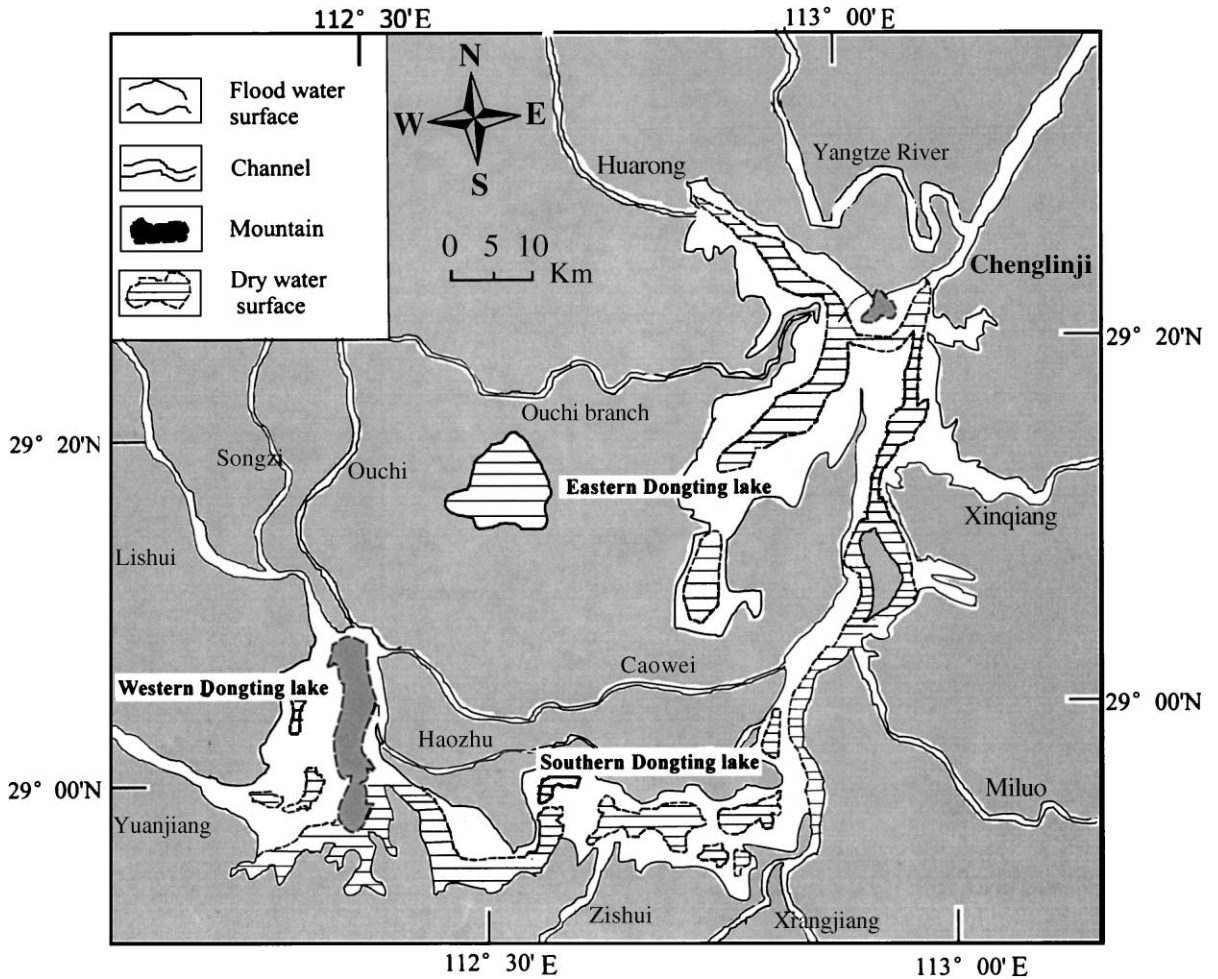 112° 30'E
113° 00'E
Flood water
surface
Channel
Mountain
Dry water
surface
N
W E
S
0 5 10
Km
Huarong
Yangtze River
Chenglinji
29° 20'N
Ouchi branch
29° 20'N
Songzi
Ouchi
Eastern Dongting lake
Xinqiang
Lishui
Caowei
Western Dongting lake
29° 00'N
Haozhu
Southern Dongting lake
29° 00'N
Miluo
Yuanjiang
Zishui
Xiangjiang
112° 30'E
113° 00'E